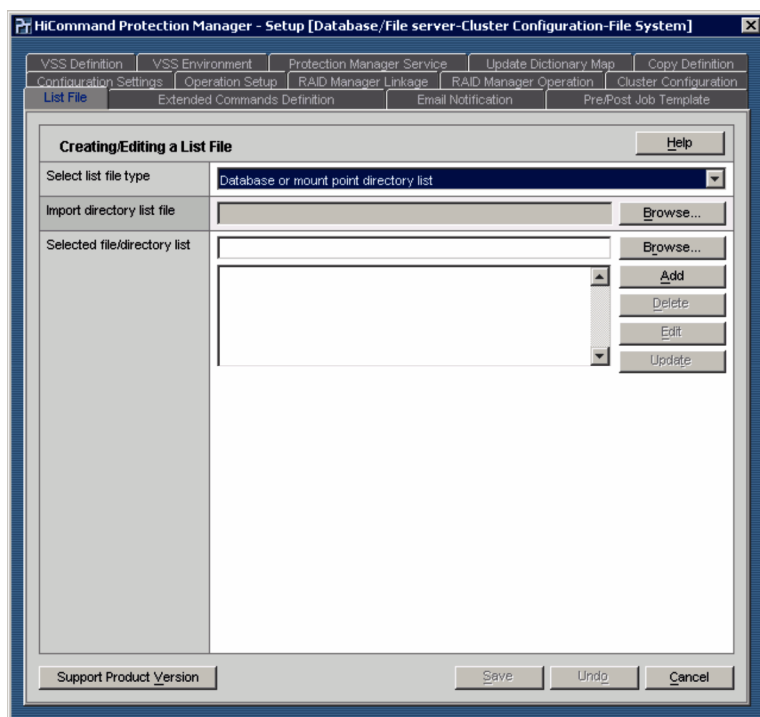 HiCommand Protection Manager - Setup [Database/File server-Cluster Configuration-File System]
VSS Definition VSS Environment Protection Manager Service Update Dictionary Map Copy Definition
Configuration Settings Operation Setup RAID Manager Linkage RAID Manager Operation Cluster Configuration
List File Extended Commands Definition Email Notification Pre/Post Job Template
Creating/Editing a List File Help
Select list file type Database or mount point directory list
Import directory list file Browse...
Selected file/directory list Browse...
Add
Delete
Edit
Update
Support Product Version Save Undo Cancel